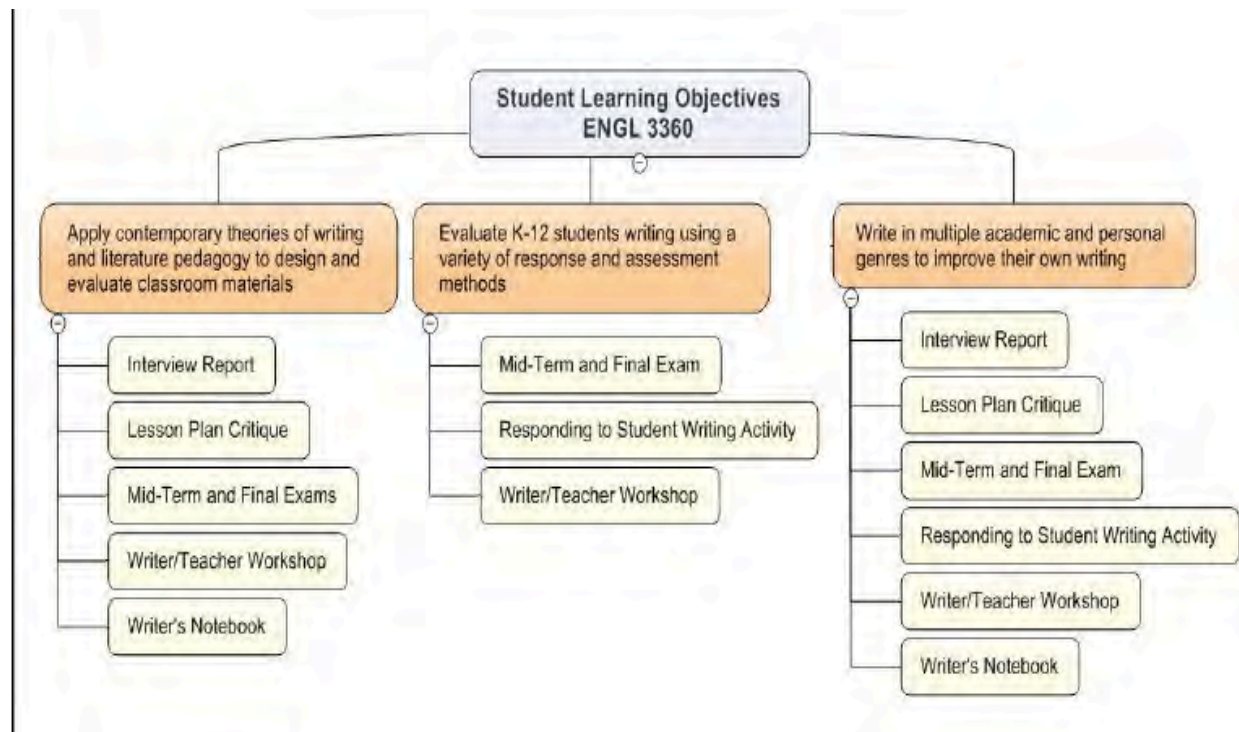 Student Learning Objectives
ENGL 3360
Apply contemporary theories of writing
and literature pedagogy to design and
evaluate classroom materials
Interview Report
Lesson Plan Critique
Mid-Term and Final Exams
Writer/Teacher Workshop
Writer's Notebook
Evaluate K-12 students writing using a
variety of response and assessment
methods
Mid-Term and Final Exam
Responding to Student Writing Activity
Writer/Teacher Workshop
Write in multiple academic and personal
genres to improve their own writing
Interview Report
Lesson Plan Critique
Mid-Term and Final Exam
Responding to Student Writing Activity
Writer/Teacher Workshop
Writer's Notebook